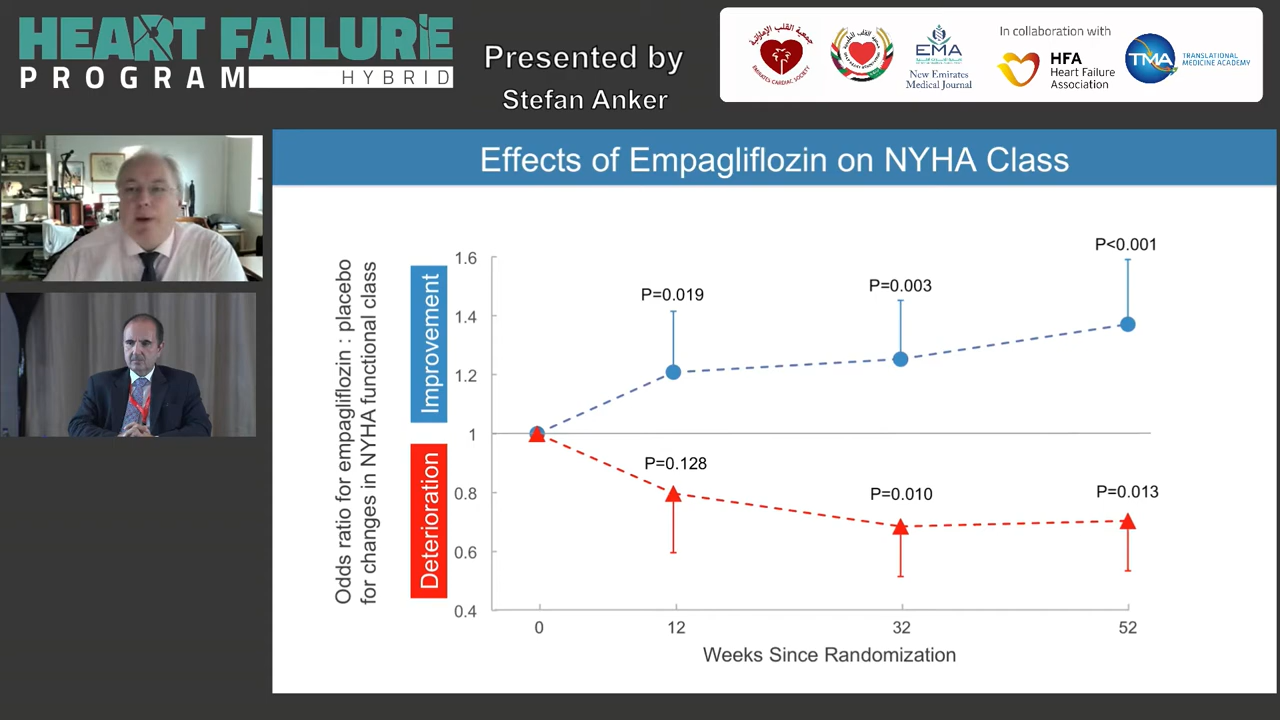 HEART FAILURE
PROGRAM
HYBRID
Presented by
Stefan Anker
EMA
New Emirates
Medical Journal
In collaboration with
HFA
Heart Failure
Association
TMA
TRANSLATIONAL
MEDICINE ACADEMY
Effects of Empagliflozin on NYHA Class
Odds ratio for empagliflozin : placebo
for changes in NYHA functional class
Improvement
Deterioration
1.6
1.4
1.2
1
0.8
0.6
0.4
P=0.019
P=0.003
P<0.001
P=0.128
P=0.010
P=0.013
0
12
32
52
Weeks Since Randomization